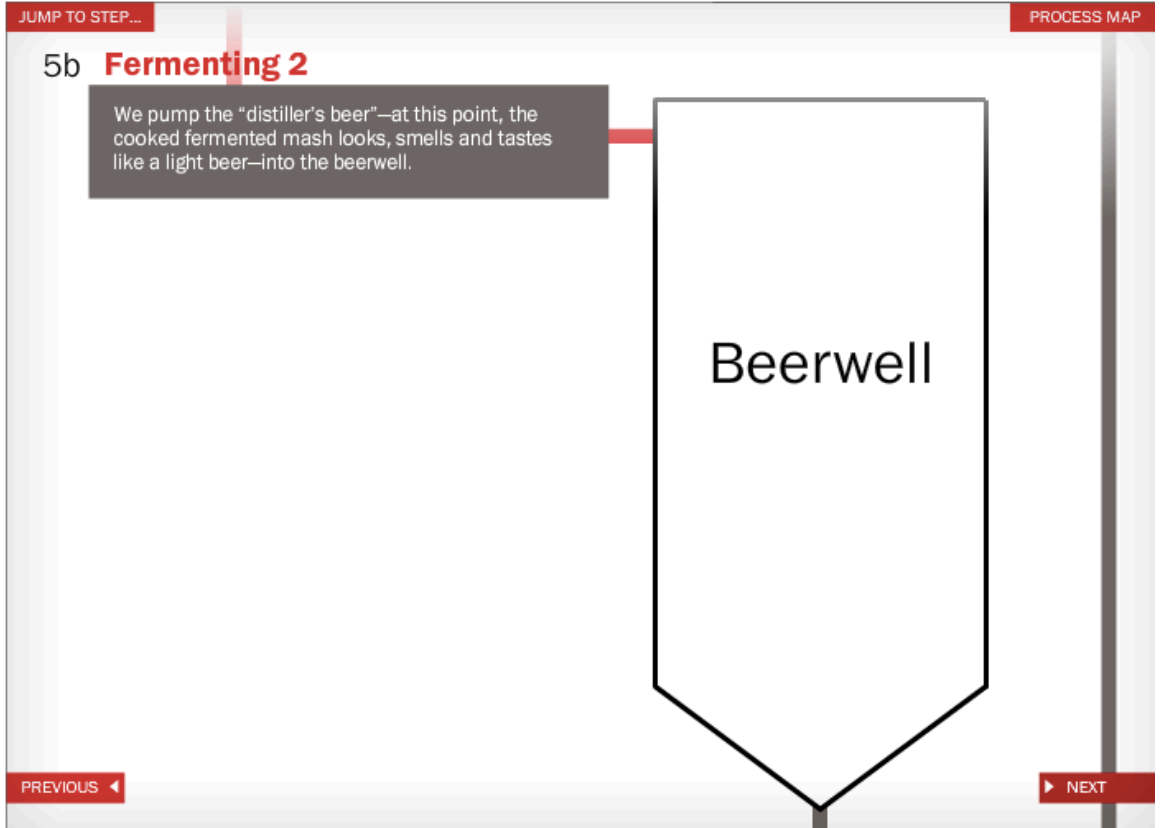 JUMP TO STEP...
PROCESS MAP
5b Fermenting 2
We pump the “distiller’s beer”—at this point, the
cooked fermented mash looks, smells and tastes
like a light beer—into the beerwell.
Beerwell
PREVIOUS
NEXT